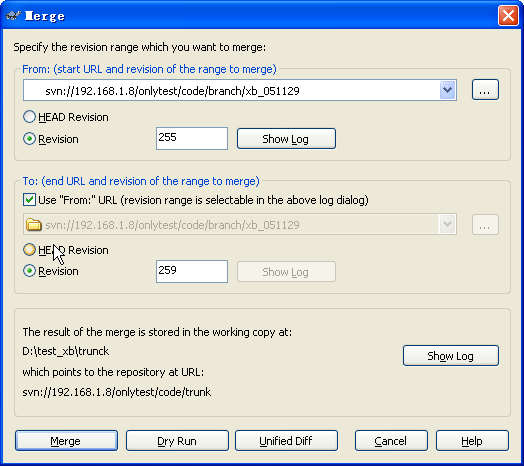 Merge
Specify the revision range which you want to merge:
From: (start URL and revision of the range to merge)
svn://192.168.1.8/onlytest/code/branch/xb_051129
...
HEAD Revision
Revision
255
Show Log
To: (end URL and revision of the range to merge)
Use "From:" URL (revision range is selectable in the above log dialog)
svn://192.168.1.8/onlytest/code/branch/xb_051129
...
HEAD Revision
Revision
259
Show Log
The result of the merge is stored in the working copy at:
D:\test_xb\trunck
Show Log
which points to the repository at URL:
svn://192.168.1.8/onlytest/code/trunk
Merge
Dry Run
Unified Diff
Cancel
Help